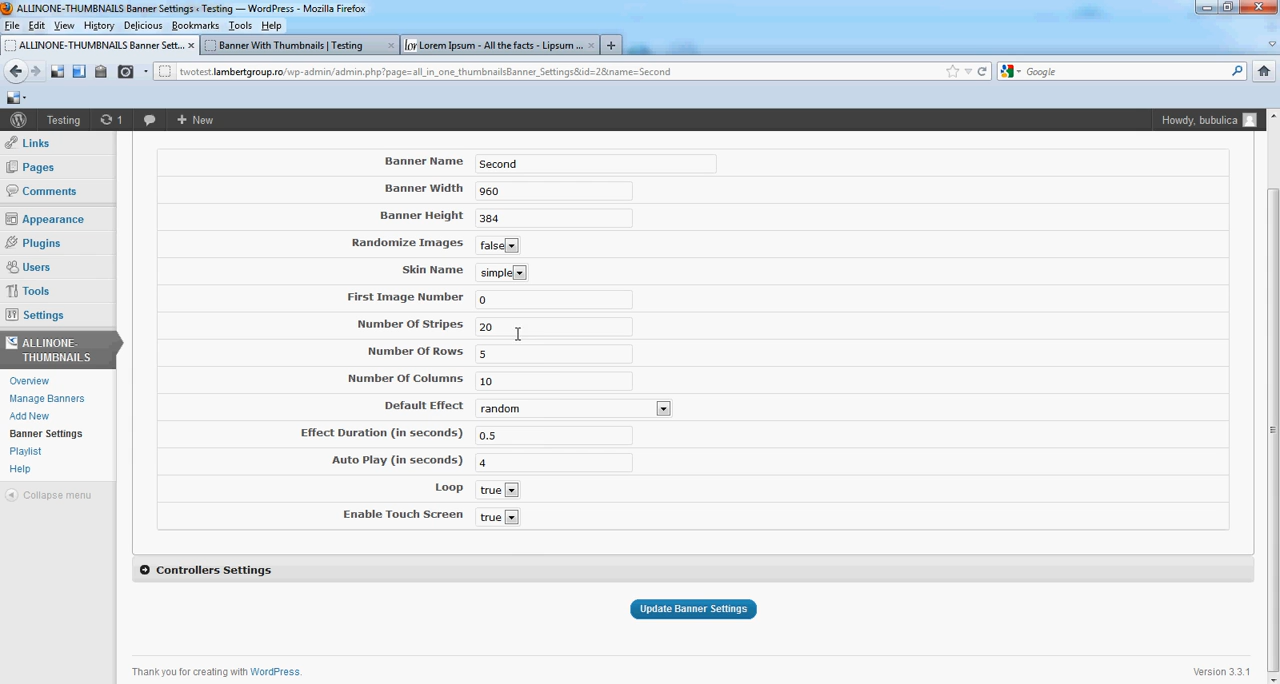 ALLINONE-THUMBNAILS Banner Settings ‹ Testing — WordPress - Mozilla Firefox
File Edit View History Delicious Bookmarks Tools Help
ALLINONE-THUMBNAILS Banner Sett... × Banner With Thumbnails | Testing × Lorem Ipsum - All the facts - Lipsum ... ×
twotest.lambertgroup.ro/wp-admin/admin.php?page=all_in_one_thumbnailsBanner_Settings&id=2&name=Second Google
Testing 1 + New Howdy, bubulica
Links
Pages
Comments
Appearance
Plugins
Users
Tools
Settings
ALLINONE-
THUMBNAILS
Overview
Manage Banners
Add New
Banner Settings
Playlist
Help
Collapse menu
Banner Name Second
Banner Width 960
Banner Height 384
Randomize Images false
Skin Name simple
First Image Number 0
Number Of Stripes 20
Number Of Rows 5
Number Of Columns 10
Default Effect random
Effect Duration (in seconds) 0.5
Auto Play (in seconds) 4
Loop true
Enable Touch Screen true
Controllers Settings
Update Banner Settings
Thank you for creating with WordPress. Version 3.3.1